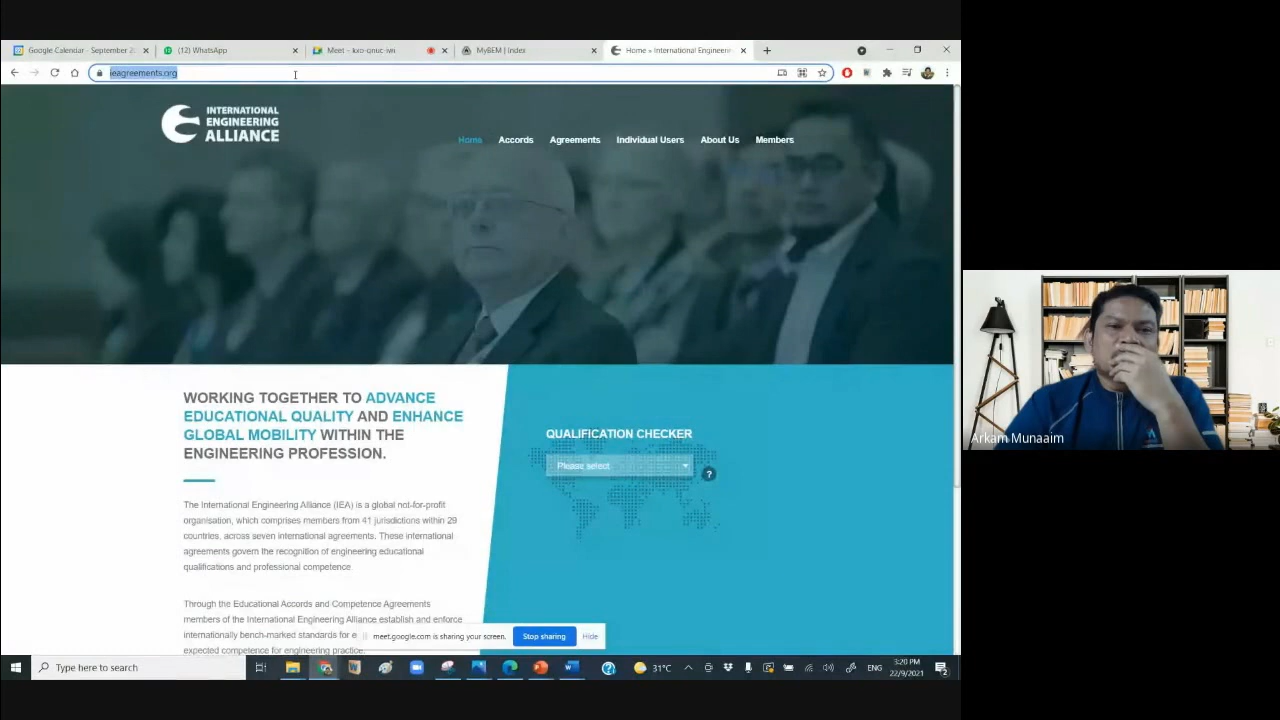 Google Calendar - September 2
(12) WhatsApp
Meet – kxo-qnuc-ivn
MyBEM | Index
Home » International Engineerin
ieagreements.org
INTERNATIONAL
ENGINEERING
ALLIANCE
Home Accords Agreements Individual Users About Us Members
WORKING TOGETHER TO ADVANCE
EDUCATIONAL QUALITY AND ENHANCE
GLOBAL MOBILITY WITHIN THE
ENGINEERING PROFESSION.
The International Engineering Alliance (IEA) is a global not-for-profit
organisation, which comprises members from 41 jurisdictions within 29
countries, across seven international agreements. These international
agreements govern the recognition of engineering educational
qualifications and professional competence.
Through the Educational Accords and Competence Agreements
members of the International Engineering Alliance establish and enforce
internationally bench-marked standards for e
expected competence for engineering practice.
QUALIFICATION CHECKER
Please select
?
Arkam Munaaim
meet.google.com is sharing your screen. Stop sharing Hide
Type here to search
31°C
ENG
3:20 PM
22/9/2021